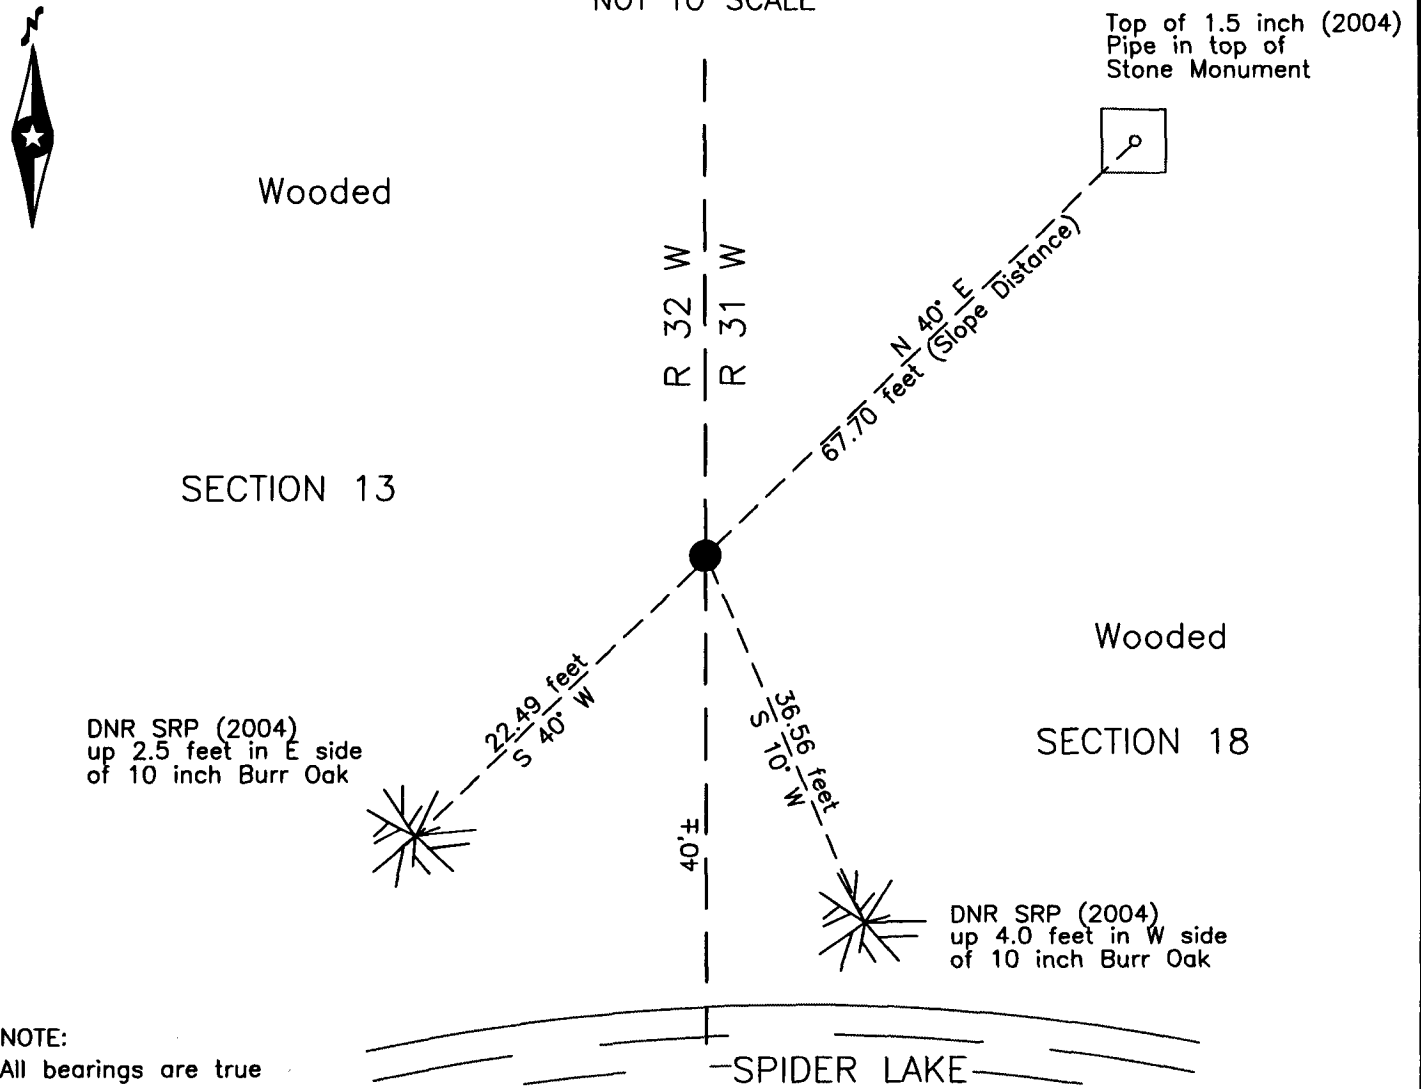 NOT TO SCALE
N
Top of 1.5 inch (2004)
Pipe in top of
Stone Monument
Wooded
R 32 W
R 31 W
N 40° E
67.70 feet (Slope Distance)
SECTION 13
Wooded
22.49 feet
S 40° W
36.56 feet
S 10° W
SECTION 18
DNR SRP (2004)
up 2.5 feet in E side
of 10 inch Burr Oak
40'±
DNR SRP (2004)
up 4.0 feet in W side
of 10 inch Burr Oak
NOTE:
All bearings are true
SPIDER LAKE